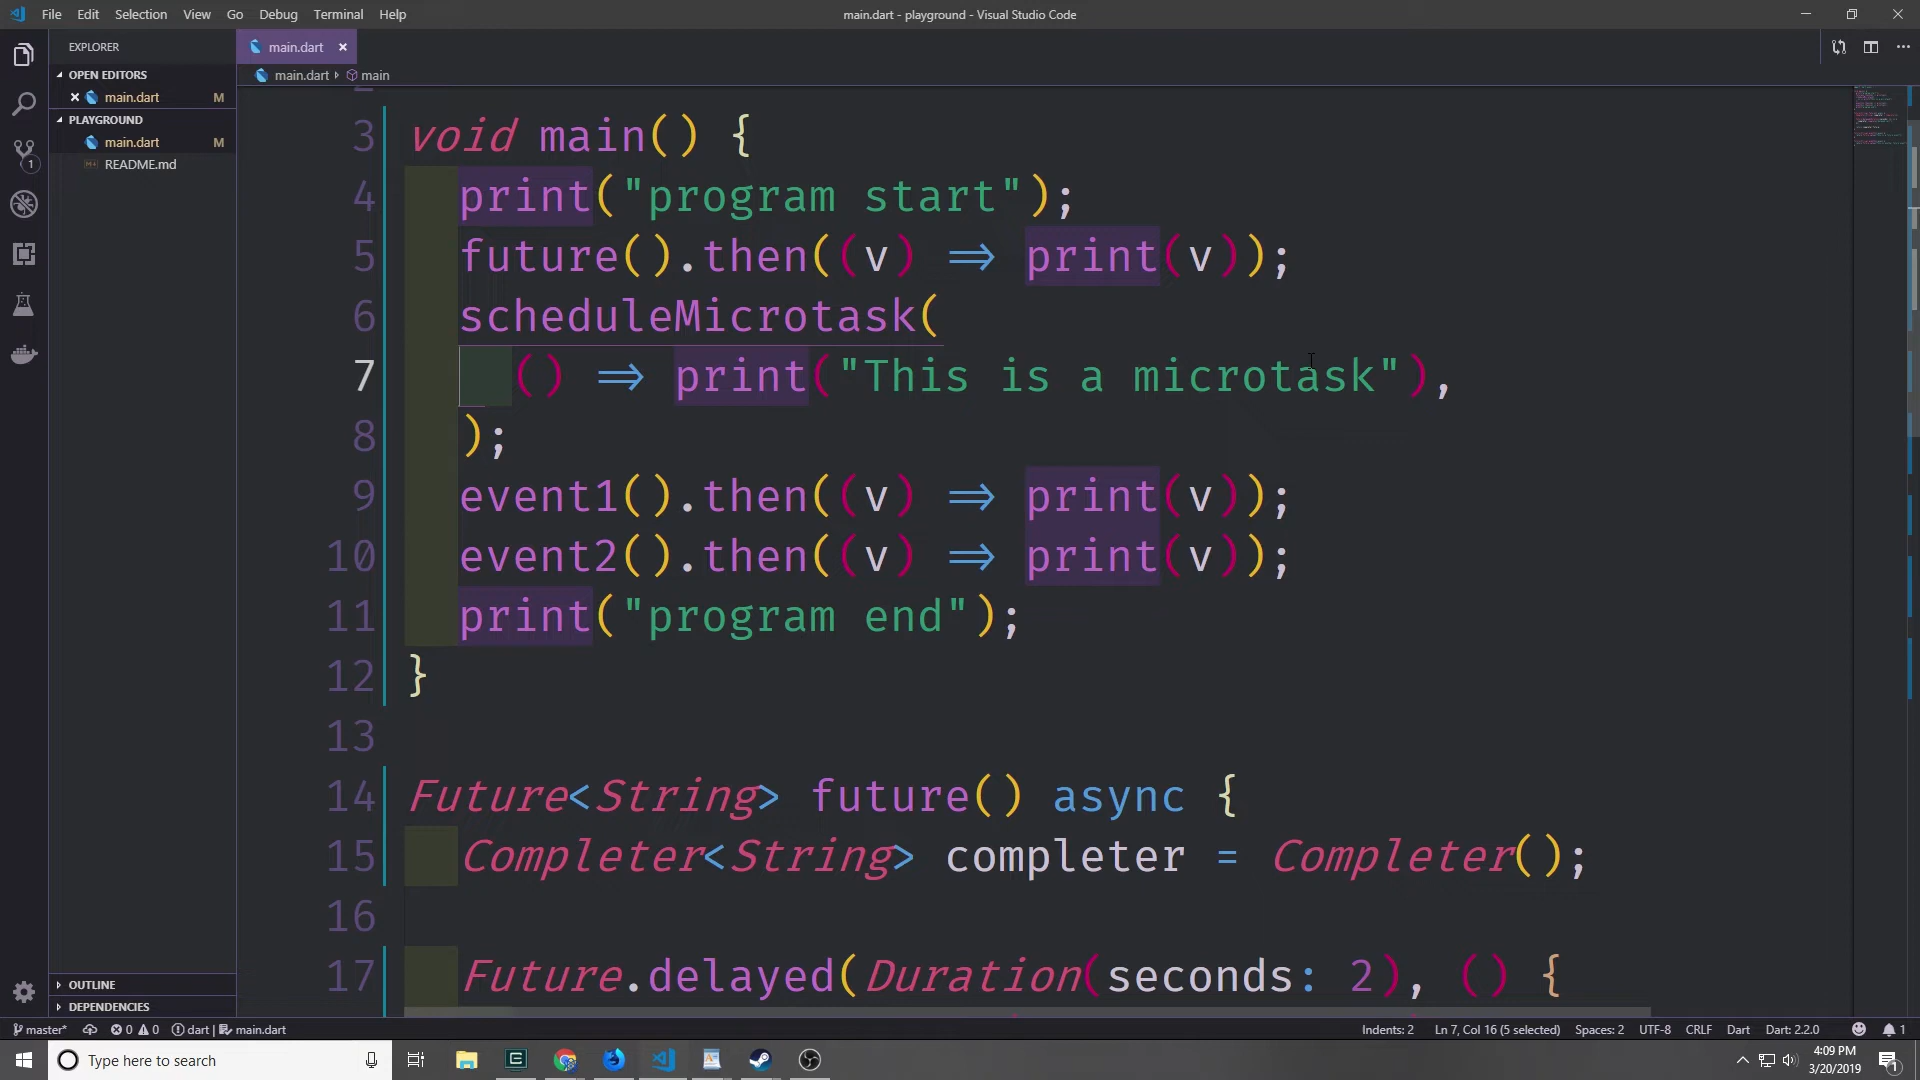 File Edit Selection View Go Debug Terminal Help
main.dart - playground - Visual Studio Code
EXPLORER
OPEN EDITORS
main.dart M
PLAYGROUND
main.dart M
README.md
1
OUTLINE
DEPENDENCIES
main.dart
main.dart main
2
3 void main() {
4 print("program start");
5 future().then((v) => print(v));
6 scheduleMicrotask(
7 () => print("This is a microtask"),
8 );
9 event1().then((v) => print(v));
10 event2().then((v) => print(v));
11 print("program end");
12 }
13
14 Future<String> future() async {
15 Completer<String> completer = Completer();
16
17 Future.delayed(Duration(seconds: 2), () {
master* 0 0 dart | main.dart
Indents: 2 Ln 7, Col 16 (5 selected) Spaces: 2 UTF-8 CRLF Dart Dart: 2.2.0 1
Type here to search
4:09 PM
3/20/2019
1